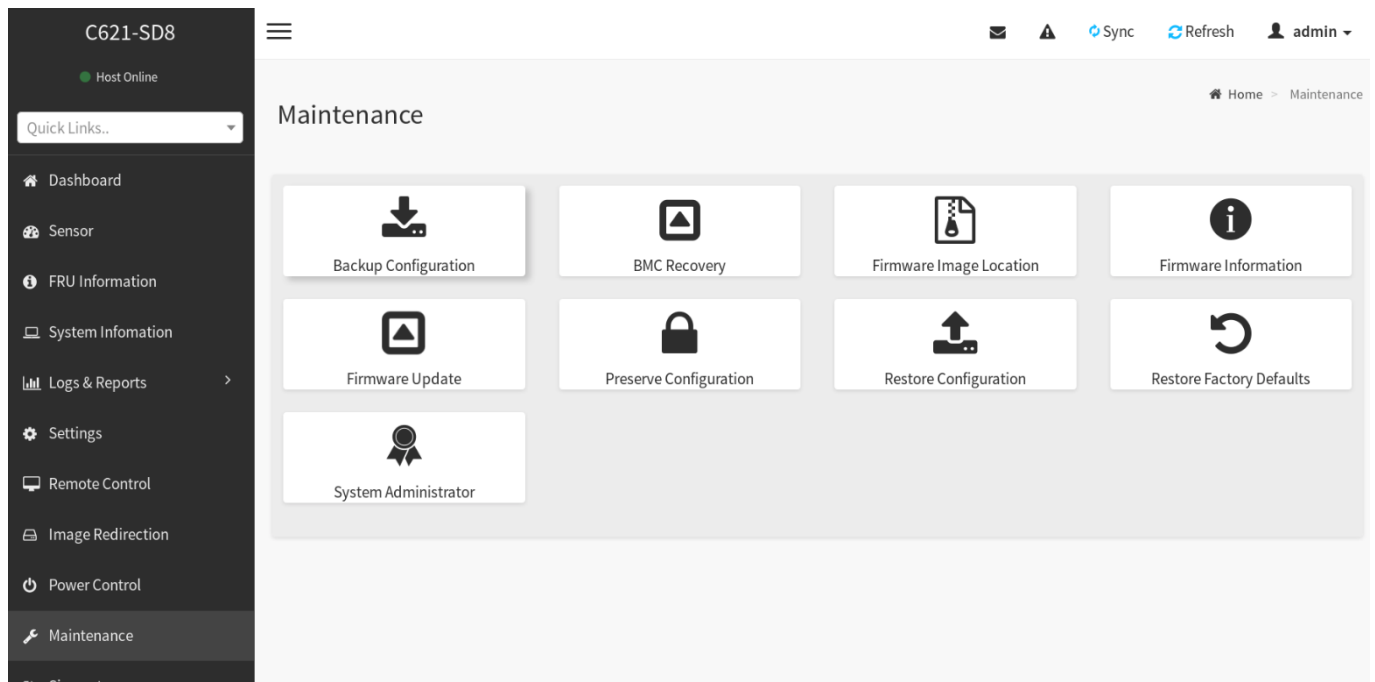 C621-SD8
Host Online
Quick Links..
Dashboard
Sensor
FRU Information
System Infomation
Logs & Reports
Settings
Remote Control
Image Redirection
Power Control
Maintenance
Sync
Refresh
admin
Maintenance
Home > Maintenance
Backup Configuration
BMC Recovery
Firmware Image Location
Firmware Information
Firmware Update
Preserve Configuration
Restore Configuration
Restore Factory Defaults
System Administrator